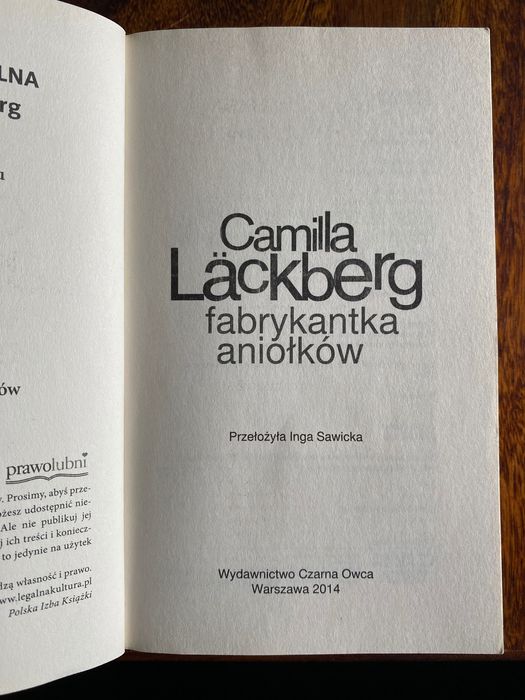 LNA
rg
u
ów
prawolubni
y. Prosimy, abyś prze-
ożesz udostępnić nie-
Ale nie publikuj jej
j ich treści i koniecz-
to jedynie na użytek
dzą własność i prawo.
ww.legalnakultura.pl
Polska Izba Książki
Camilla
Läckberg
fabrykantka
aniołków
Przełożyła Inga Sawicka
Wydawnictwo Czarna Owca
Warszawa 2014